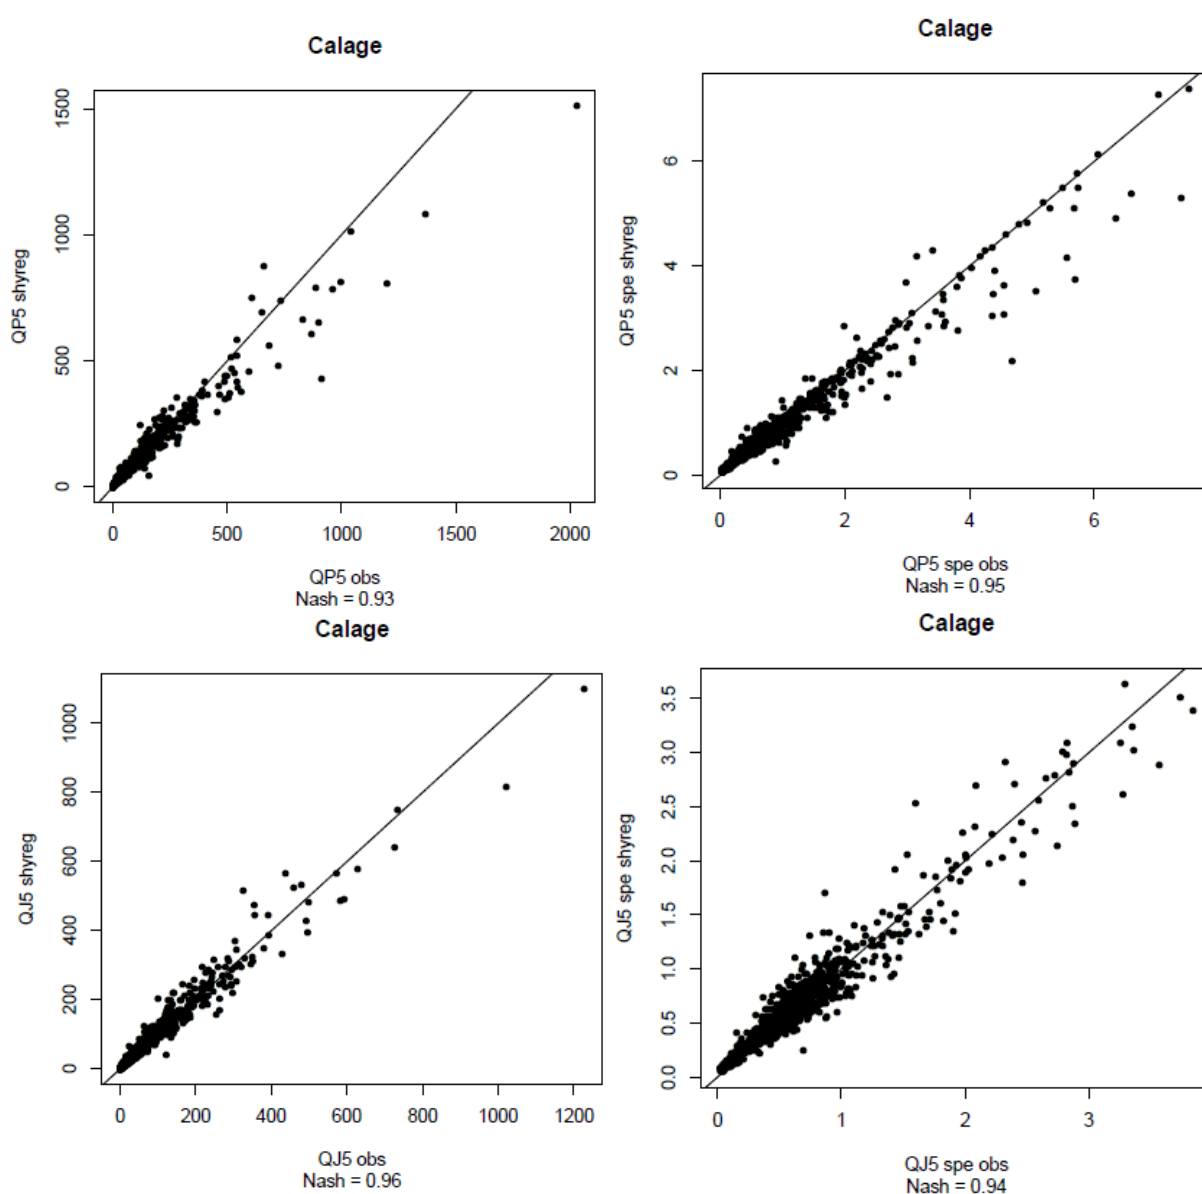 Calage
QP5 shyreg
0
500
1000
1500
0
500
1000
1500
2000
QP5 obs
Nash = 0.93
Calage
QP5 spe shyreg
0
2
4
6
0
2
4
6
QP5 spe obs
Nash = 0.95
Calage
QJ5 shyreg
0
200
400
600
800
1000
0
200
400
600
800
1000
1200
QJ5 obs
Nash = 0.96
Calage
QJ5 spe shyreg
0.0
0.5
1.0
1.5
2.0
2.5
3.0
3.5
0
1
2
3
QJ5 spe obs
Nash = 0.94